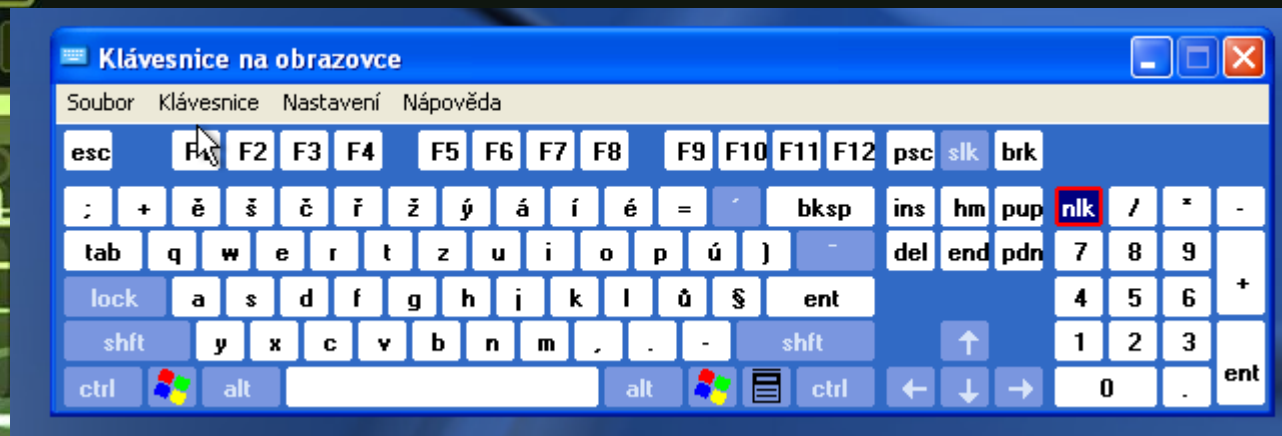 Klávesnice na obrazovce
Soubor Klávesnice Nastavení Nápověda
esc F2 F3 F4 F5 F6 F7 F8 F9 F10 F11 F12 psc slk brk
; + ě š č ř ž ý á í é = ´ bksp ins hm pup nlk / * -
tab q w e r t z u i o p ú ) ¨ del end pdn 7 8 9 +
lock a s d f g h j k l ů § ent 4 5 6
shft y x c v b n m , . - shft ↑ 1 2 3 ent
ctrl alt alt ctrl ← ↓ → 0 .